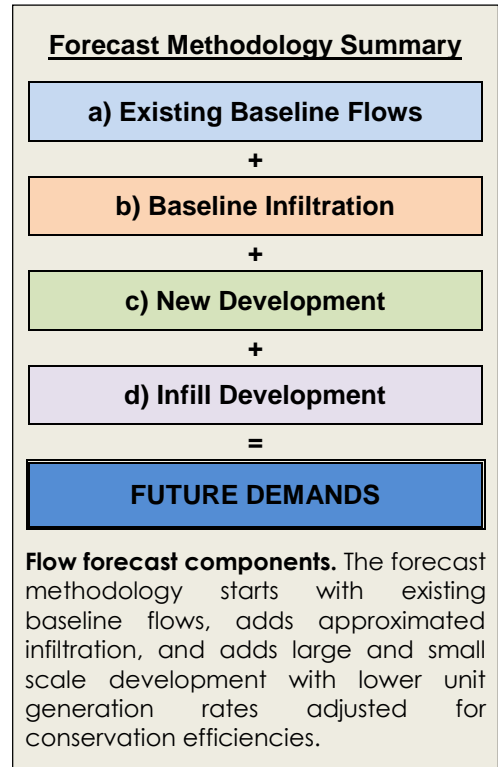 Forecast Methodology Summary
a) Existing Baseline Flows
+
b) Baseline Infiltration
+
c) New Development
+
d) Infill Development
=
FUTURE DEMANDS
Flow forecast components. The forecast
methodology starts with existing
baseline flows, adds approximated
infiltration, and adds large and small
scale development with lower unit
generation rates adjusted for
conservation efficiencies.